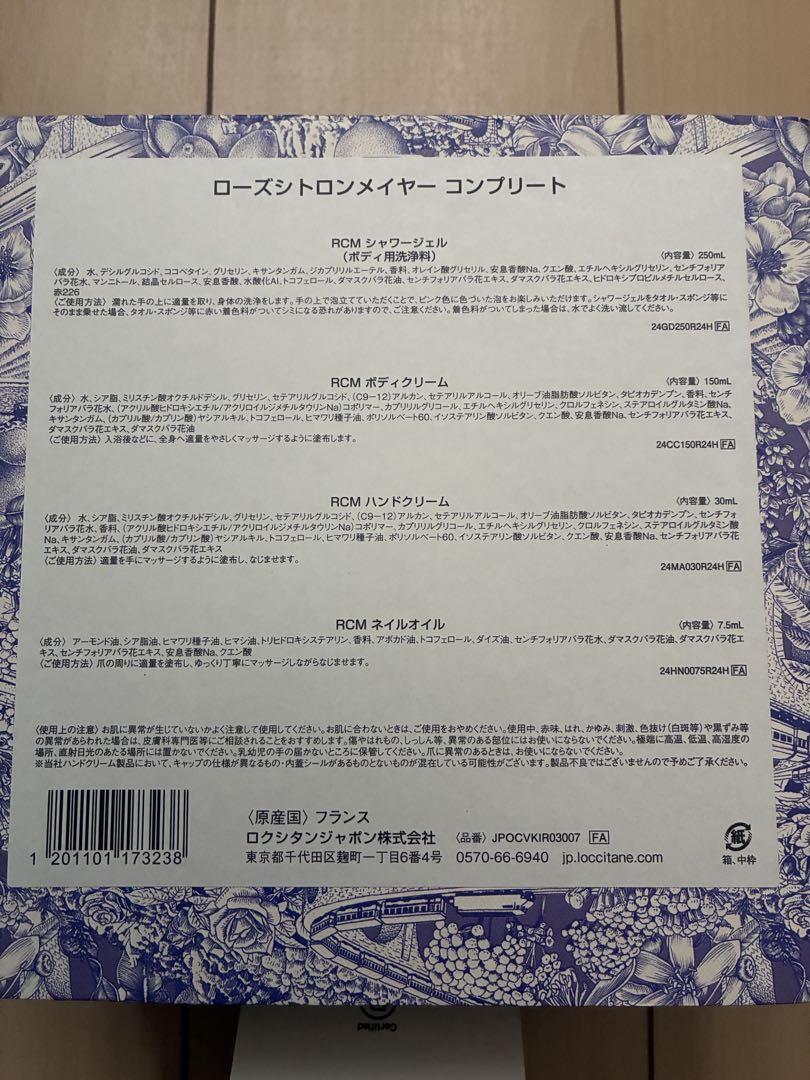 ローズシトロンメイヤー コンプリート
RCM シャワージェル
(ボディ用洗浄料)
〈内容量〉250mL
〈成分〉水、デシルグルコシド、ココベタイン、グリセリン、キサンタンガム、ジカプリリルエーテル、香料、オレイン酸グリセリル、安息香酸Na、クエン酸、エチルヘキシルグリセリン、センチフォリア
バラ花水、マンニトール、結晶セルロース、安息香酸、水酸化Al、トコフェロール、ダマスクバラ花油、センチフォリアバラ花エキス、ダマスクバラ花エキス、ヒドロキシプロピルメチルセルロース、
赤226
〈ご使用方法〉濡れた手の上に適量を取り、身体の洗浄をします。手の上で泡立てていただくことで、ピンク色に色づいた泡をお楽しみいただけます。シャワージェルをタオル・スポンジ等に
そのまま乗せた場合、タオル・スポンジ等に赤い着色料がついてシミになる恐れがありますので、ご注意ください。着色料がついてしまった場合は、水でよく洗い流してください。
24GD250R24H FA
RCM ボディクリーム
〈内容量〉150mL
〈成分〉水、シア脂、ミリスチン酸オクチルドデシル、グリセリン、セテアリルグルコシド、(C9-12)アルカン、セテアリルアルコール、オリーブ油脂肪酸ソルビタン、タピオカデンプン、香料、センチ
フォリアバラ花水、(アクリル酸ヒドロキシエチル/アクリロイルジメチルタウリンNa)コポリマー、カプリリルグリコール、エチルヘキシルグリセリン、クロルフェネシン、ステアロイルグルタミン酸Na、
キサンタンガム、(カプリル酸/カプリン酸)ヤシアルキル、トコフェロール、ヒマワリ種子油、ポリソルベート60、イソステアリン酸ソルビタン、クエン酸、安息香酸Na、センチフォリアバラ花エキス、
ダマスクバラ花エキス、ダマスクバラ花油
〈ご使用方法〉入浴後などに、全身へ適量をやさしくマッサージするように塗布します。
24CC150R24H FA
RCM ハンドクリーム
〈内容量〉30mL
〈成分〉水、シア脂、ミリスチン酸オクチルドデシル、グリセリン、セテアリルグルコシド、(C9-12)アルカン、セテアリルアルコール、オリーブ油脂肪酸ソルビタン、タピオカデンプン、センチフォ
リアバラ花水、香料、(アクリル酸ヒドロキシエチル/アクリロイルジメチルタウリンNa)コポリマー、カプリリルグリコール、エチルヘキシルグリセリン、クロルフェネシン、ステアロイルグルタミン酸
Na、キサンタンガム、(カプリル酸/カプリン酸)ヤシアルキル、トコフェロール、ヒマワリ種子油、ポリソルベート60、イソステアリン酸ソルビタン、クエン酸、安息香酸Na、センチフォリアバラ花
エキス、ダマスクバラ花油、ダマスクバラ花エキス
〈ご使用方法〉適量を手にマッサージするように塗布し、なじませます。
24MA030R24H FA
RCM ネイルオイル
〈内容量〉7.5mL
〈成分〉アーモンド油、シア脂油、ヒマワリ種子油、ヒマシ油、トリヒドロキシステアリン、香料、アボカド油、トコフェロール、ダイズ油、センチフォリアバラ花水、ダマスクバラ花油、ダマスクバラ花エ
キス、センチフォリアバラ花エキス、安息香酸Na、クエン酸
〈ご使用方法〉爪の周りに適量を塗布し、ゆっくり丁寧にマッサージしながらなじませます。
24HN0075R24H FA
〈使用上の注意〉お肌に異常が生じていないかよく注意して使用してください。お肌に合わないときは、ご使用をおやめください。使用中、赤味、はれ、かゆみ、刺激、色抜け(白斑等)や黒ずみ等
の異常があらわれた場合は、皮膚科専門医等にご相談されることをおすすめします。傷やはれもの、しっしん等、異常のある部位にはお使いにならないでください。極端に高温、低温、高湿度の
場所、直射日光のあたる場所には置かないでください。乳幼児の手の届かないところに保管してください。爪に異常のあるときは、お使いにならないでください。
※当社ハンドクリーム製品において、キャップの仕様が異なるもの・内蓋シールがあるものとないものが混在している可能性がございます。製品不良ではございませんので予めご了承ください。
〈原産国〉フランス
ロクシタンジャポン株式会社 〈品番〉JPOCVKIR03007 FA
東京都千代田区麹町一丁目6番4号 0570-66-6940 jp.loccitane.com
1 201101 173238
紙
箱、中枠
Certified